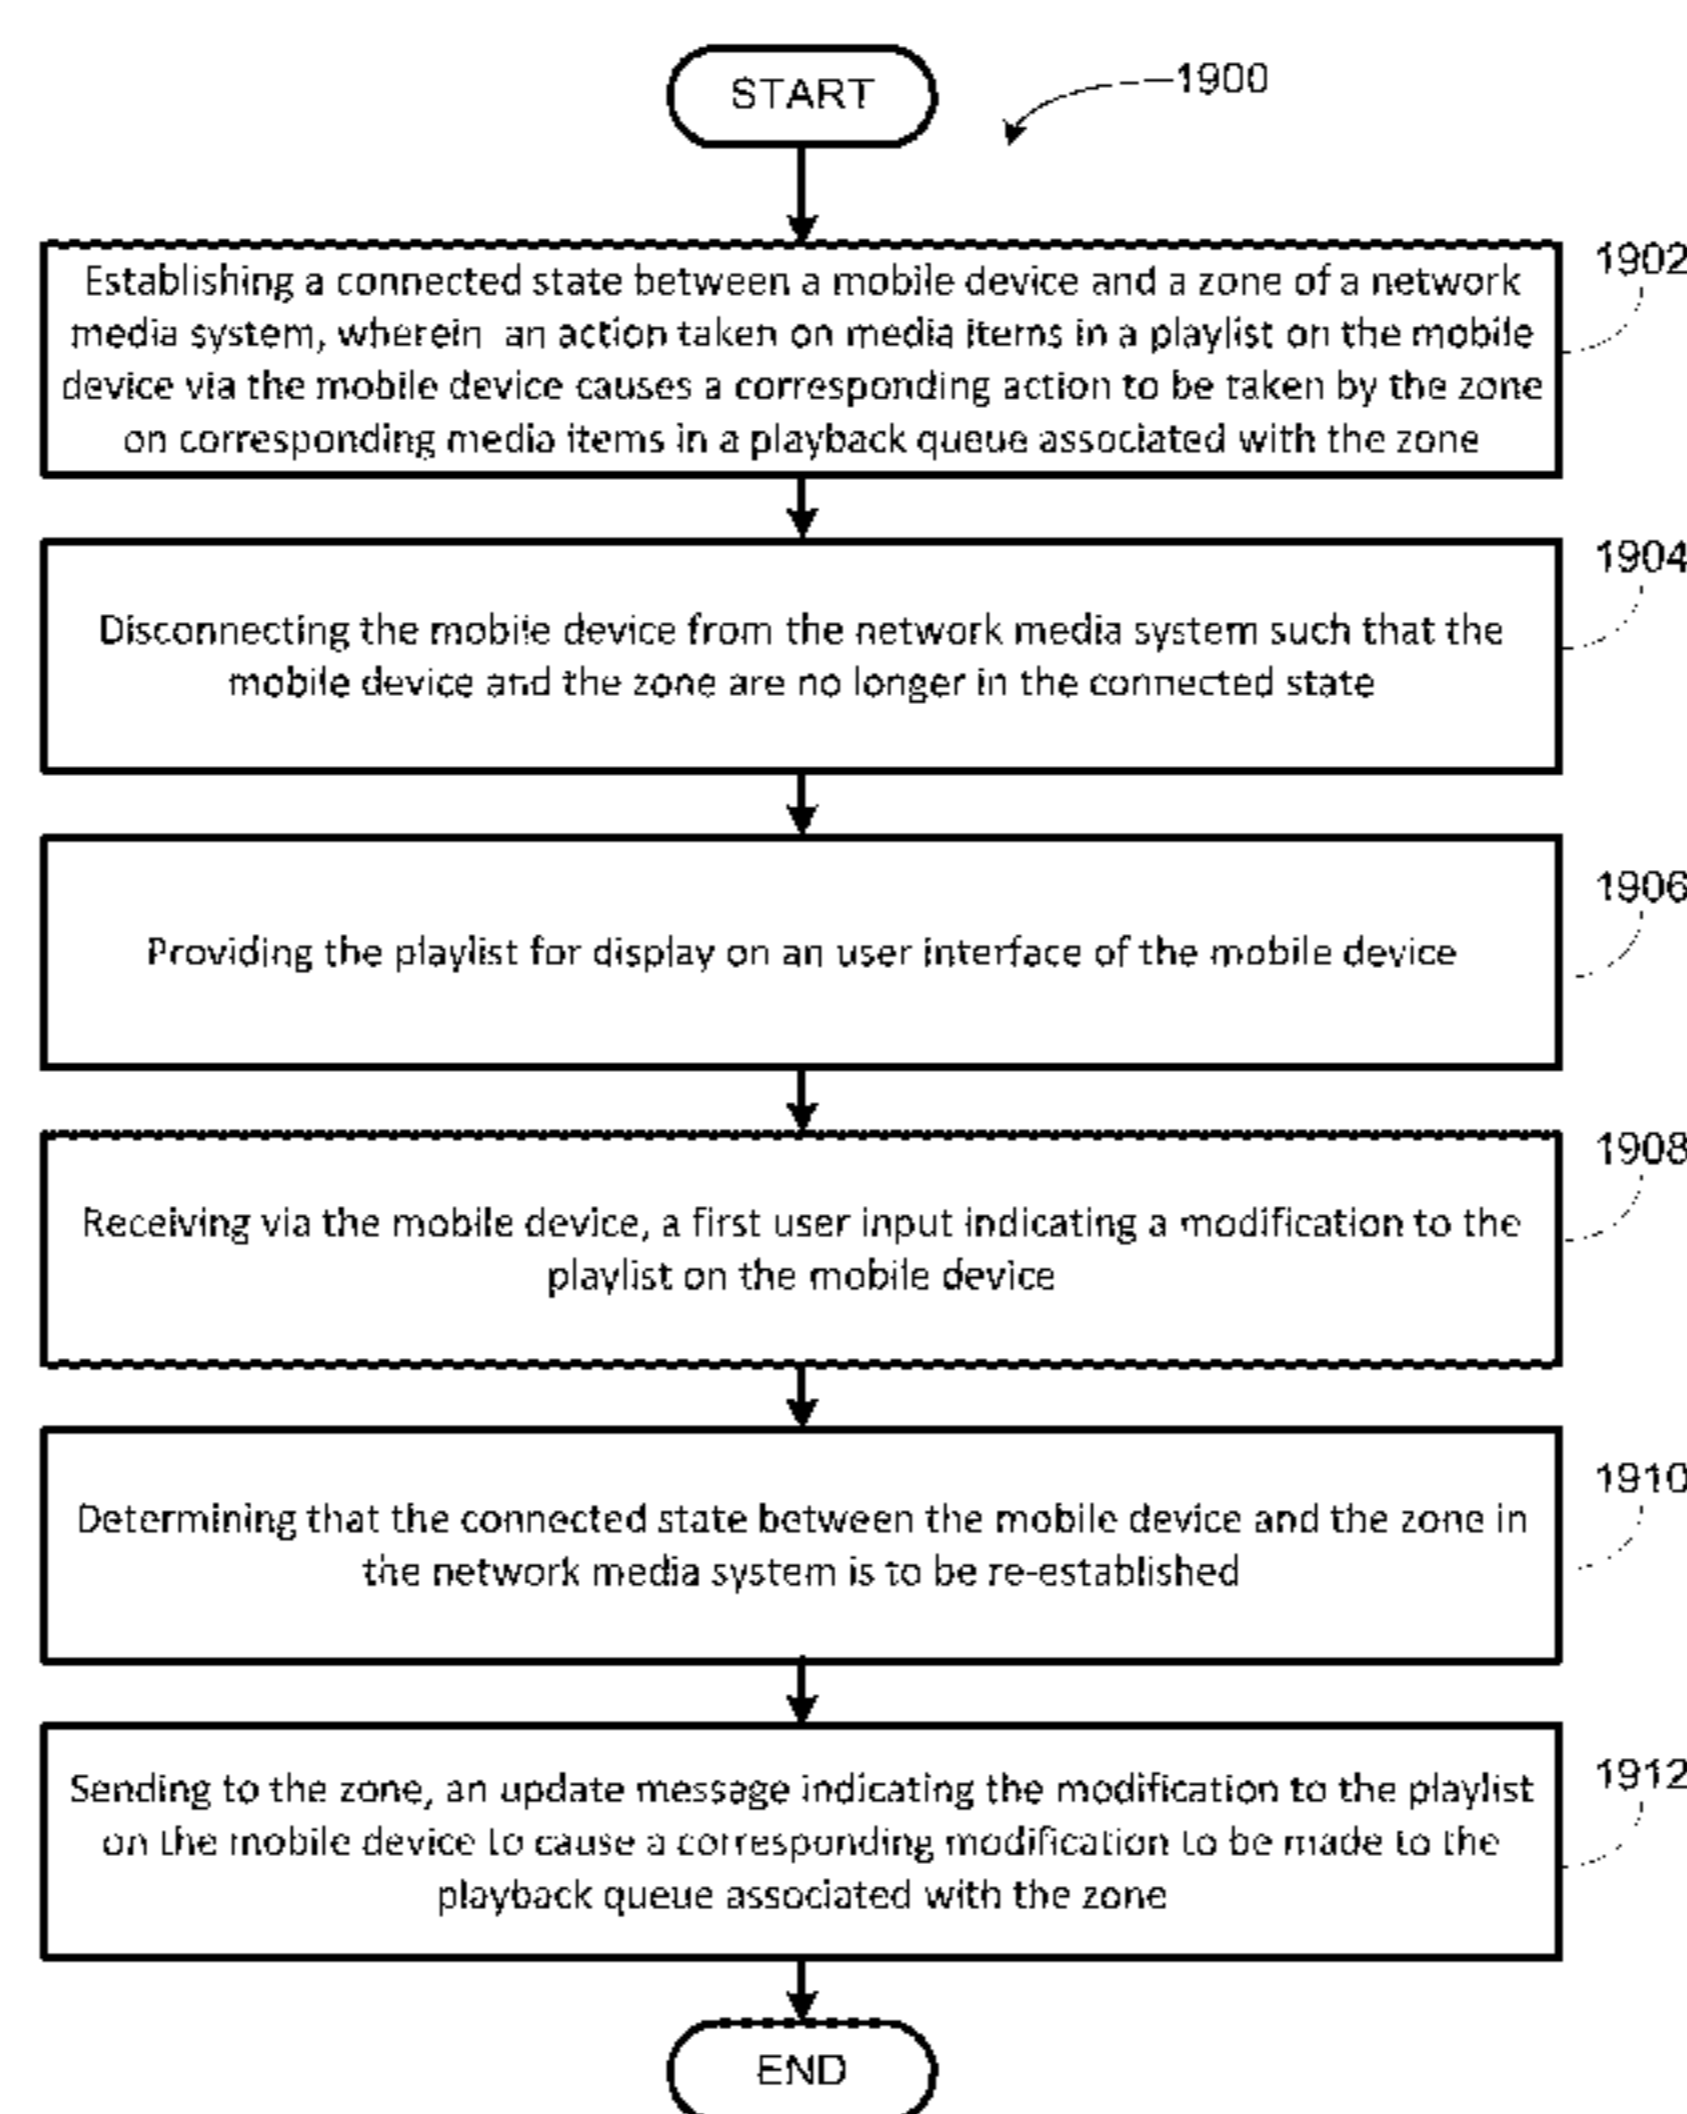 START
1900
1902
Establishing a connected state between a mobile device and a zone of a network
media system, wherein an action taken on media items in a playlist on the mobile
device via the mobile device causes a corresponding action to be taken by the zone
on corresponding media items in a playback queue associated with the zone
1904
Disconnecting the mobile device from the network media system such that the
mobile device and the zone are no longer in the connected state
1906
Providing the playlist for display on an user interface of the mobile device
1908
Receiving via the mobile device, a first user input indicating a modification to the
playlist on the mobile device
1910
Determining that the connected state between the mobile device and the zone in
the network media system is to be re-established
1912
Sending to the zone, an update message indicating the modification to the playlist
on the mobile device to cause a corresponding modification to be made to the
playback queue associated with the zone
END